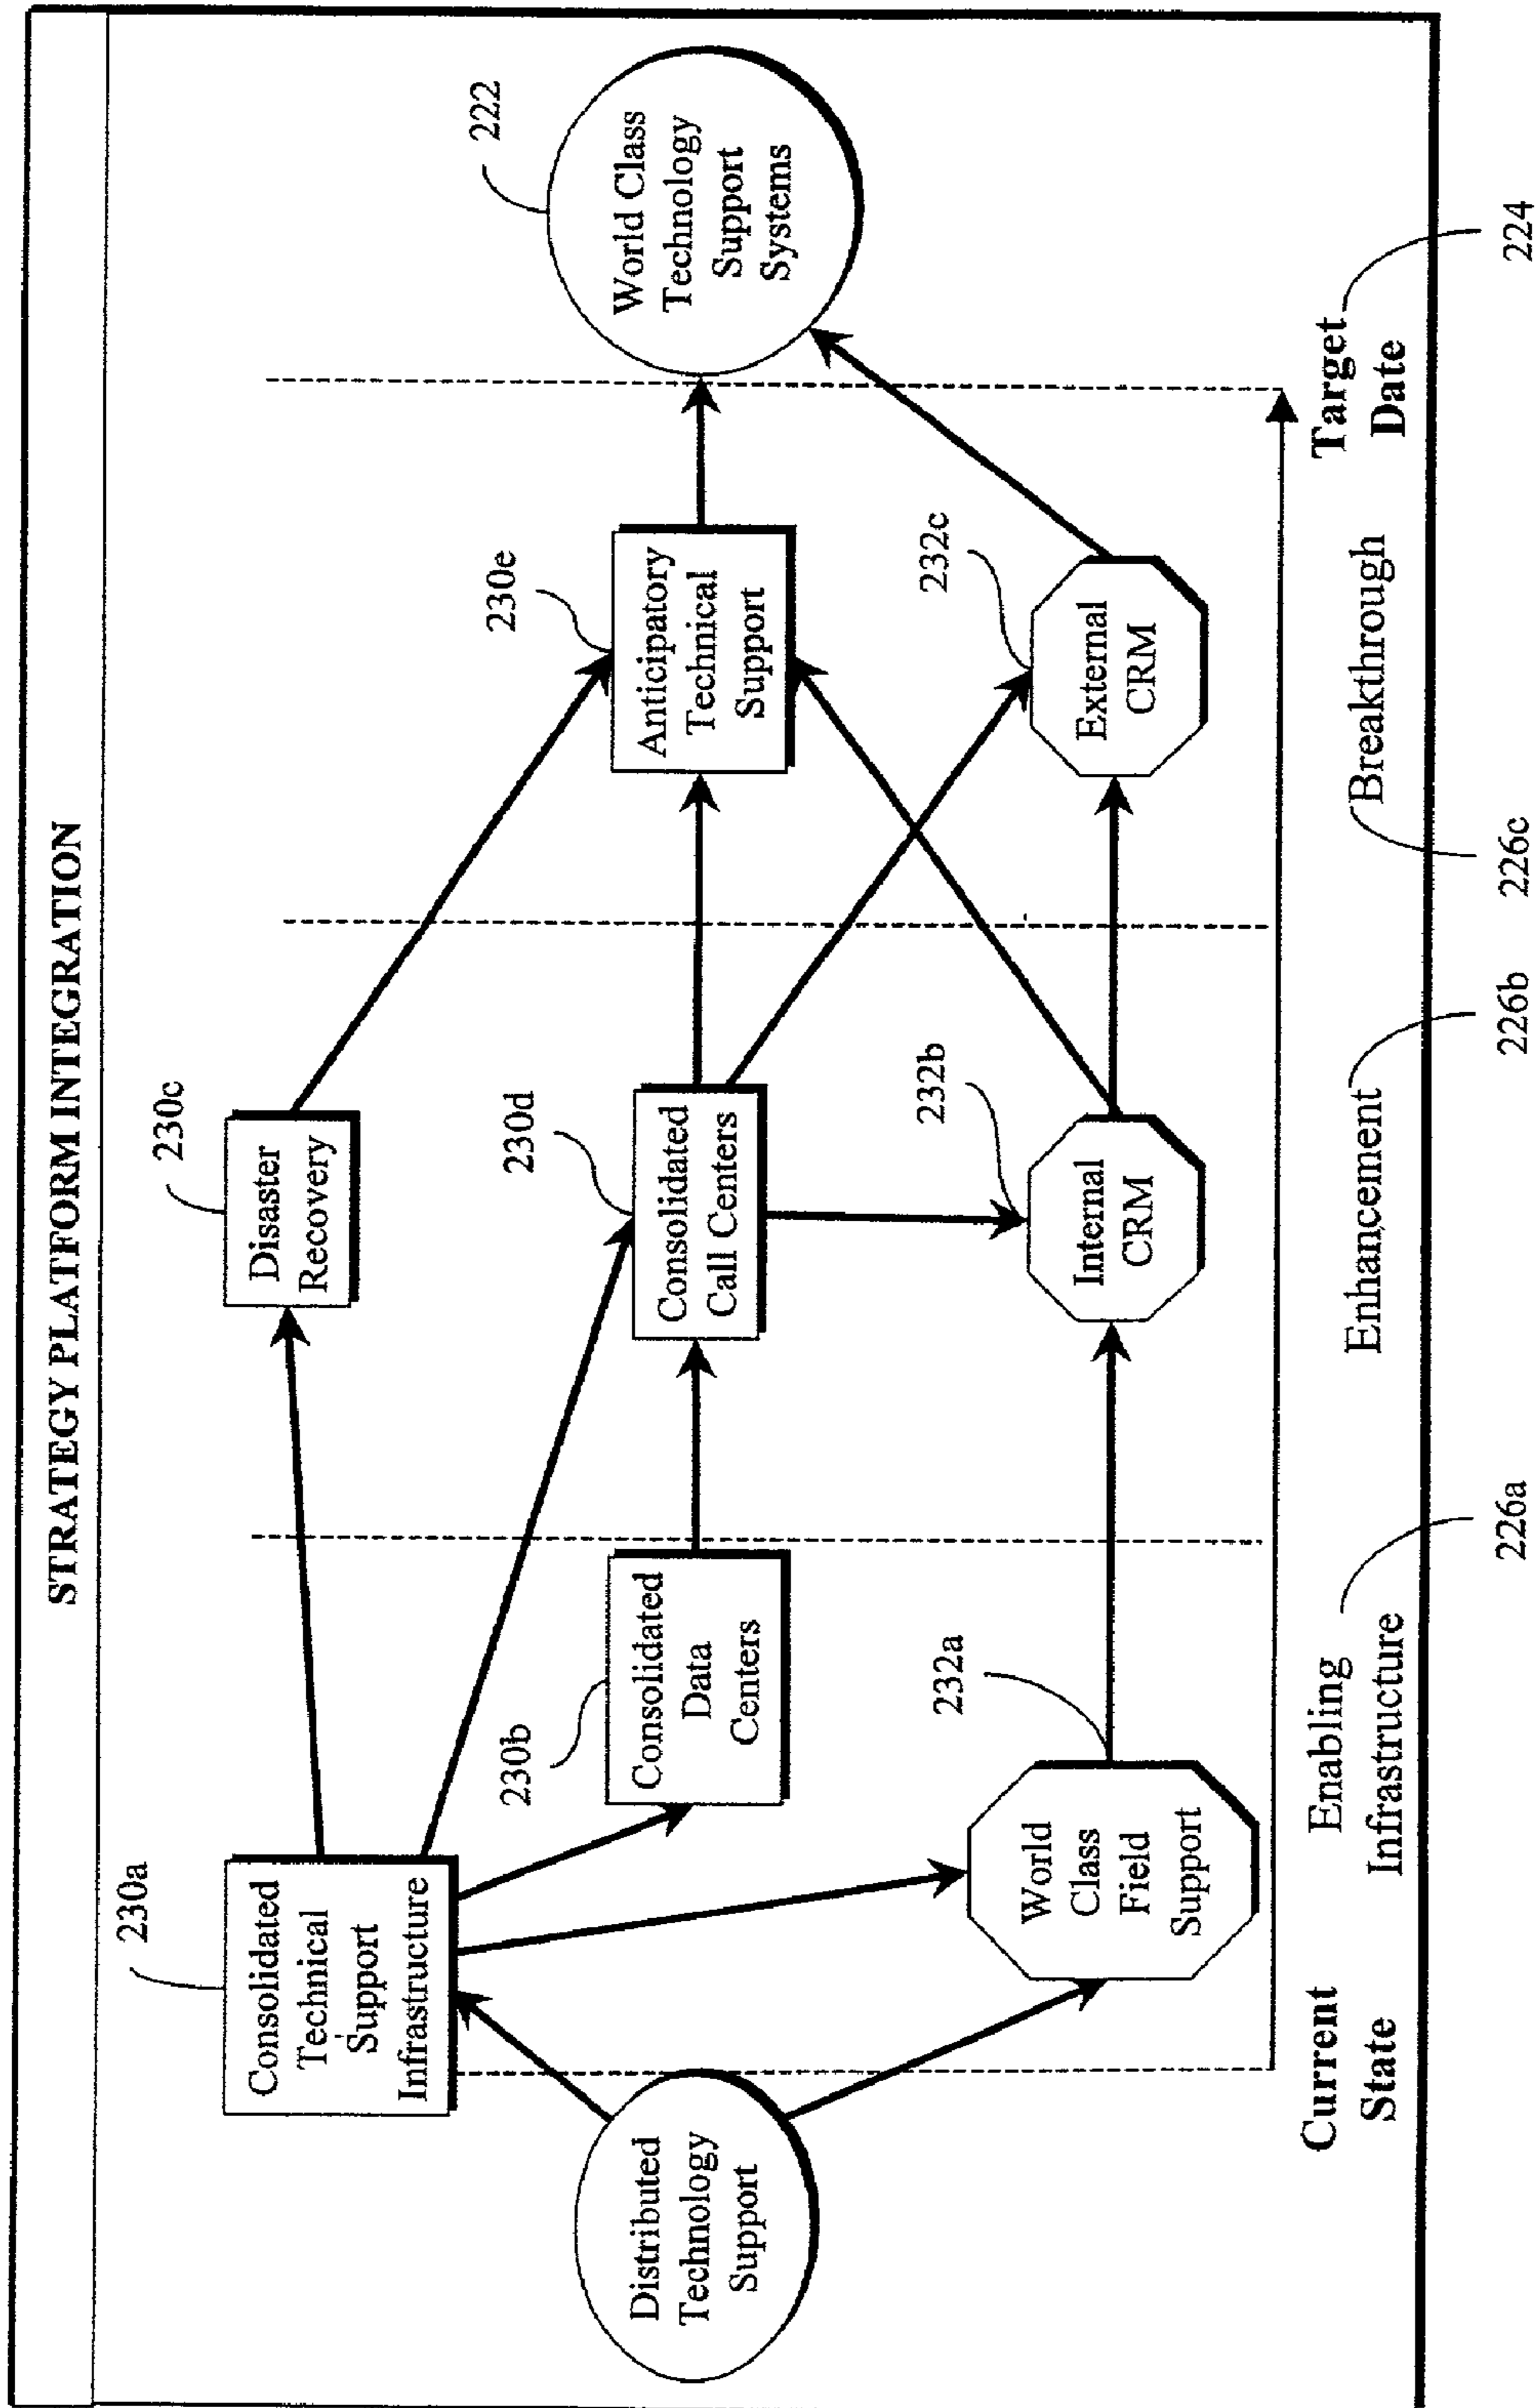 STRATEGY PLATFORM INTEGRATION
230a
Consolidated
Technical
Support
Infrastructure
230c
Disaster
Recovery
Distributed
Technology
Support
230b
Consolidated
Data
Centers
230d
Consolidated
Call Centers
230e
Anticipatory
Technical
Support
222
World Class
Technology
Support
Systems
232a
World
Class
Field
Support
232b
Internal
CRM
232c
External
CRM
Current
State
Enabling
Infrastructure
Enhancement
Breakthrough
Target
Date
226a
226b
226c
224